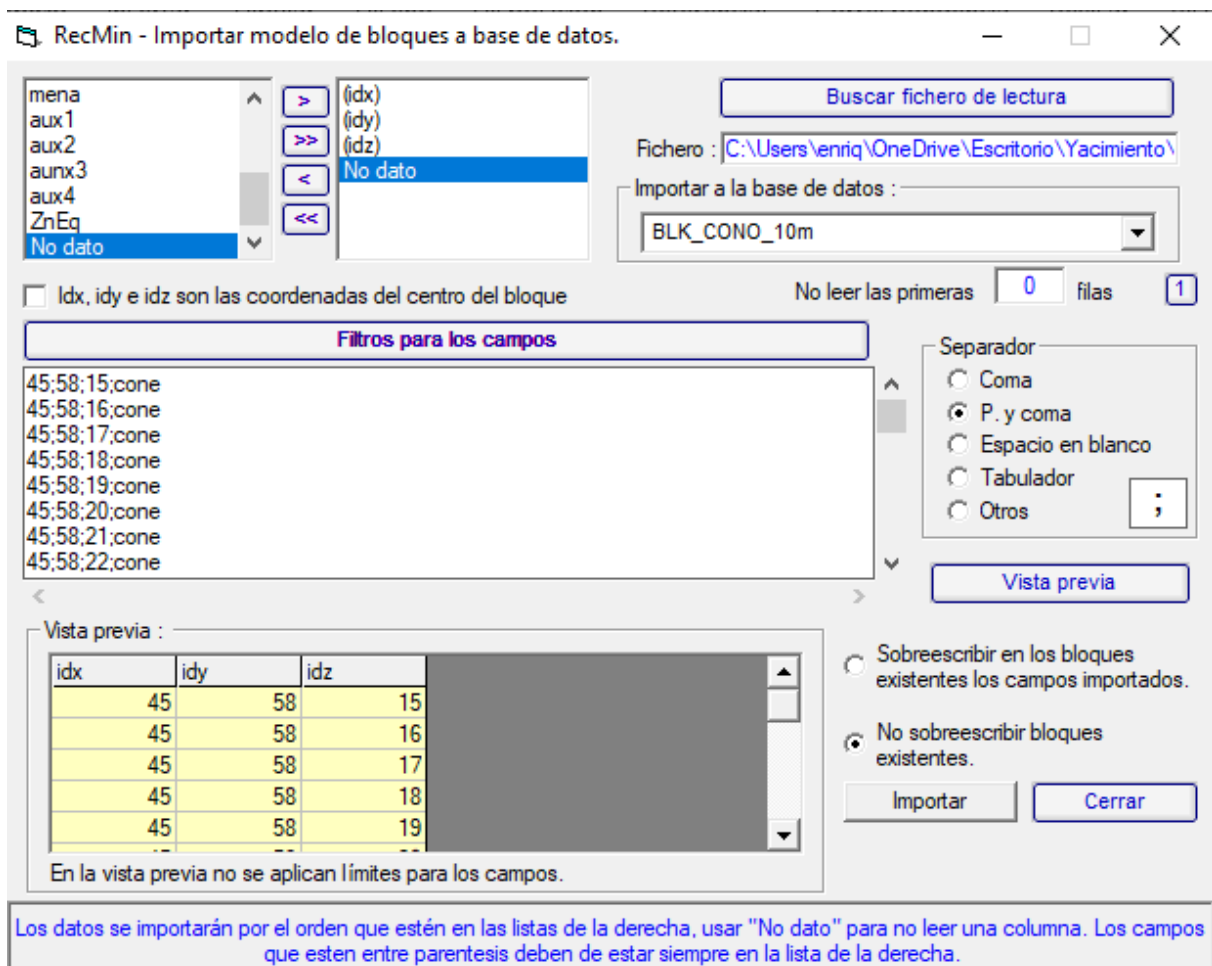 RecMin - Importar modelo de bloques a base de datos.
mena
aux1
aux2
aunx3
aux4
ZnEq
No dato
>
>>
<
<<
(idx)
(idy)
(idz)
No dato
Buscar fichero de lectura
Fichero : C:\Users\enriq\OneDrive\Escritorio\Yacimiento\
Importar a la base de datos :
BLK_CONO_10m
Idx, idy e idz son las coordenadas del centro del bloque
No leer las primeras 0 filas 1
Filtros para los campos
45;58;15;cone
45;58;16;cone
45;58;17;cone
45;58;18;cone
45;58;19;cone
45;58;20;cone
45;58;21;cone
45;58;22;cone
Separador
Coma
P. y coma
Espacio en blanco
Tabulador
Otros ;
Vista previa
Vista previa :
idx idy idz
45 58 15
45 58 16
45 58 17
45 58 18
45 58 19
En la vista previa no se aplican límites para los campos.
Sobreescribir en los bloques
existentes los campos importados.
No sobreescribir bloques
existentes.
Importar Cerrar
Los datos se importarán por el orden que estén en las listas de la derecha, usar "No dato" para no leer una columna. Los campos
que esten entre parentesis deben de estar siempre en la lista de la derecha.